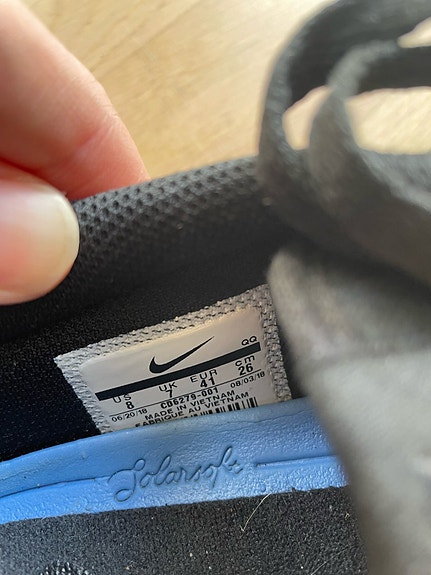 QQ
US UK EUR cm
8 7 41 26
06/20/18 CD6279-001 08/03/18
MADE IN VIETNAM
FABRIQUE AU VIETNAM
Solarsoft